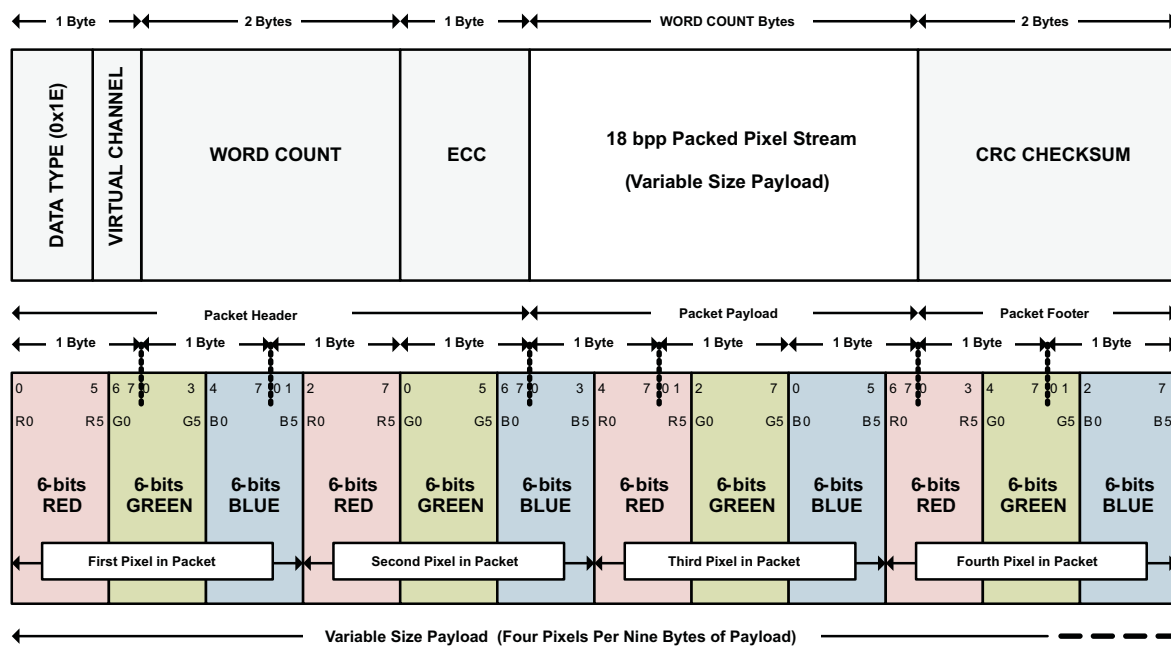 1 Byte 2 Bytes 1 Byte WORD COUNT Bytes 2 Bytes
DATA TYPE (0x1E)
VIRTUAL CHANNEL
WORD COUNT
ECC
18 bpp Packed Pixel Stream
(Variable Size Payload)
CRC CHECKSUM
Packet Header Packet Payload Packet Footer
1 Byte 1 Byte 1 Byte 1 Byte 1 Byte 1 Byte 1 Byte 1 Byte 1 Byte
0 5 6 7 0 3 4 7 0 1 2 7 0 5 6 7 0 3 4 7 0 1 2 7 0 5 6 7 0 3 4 7 0 1 2 7
R0 R5 G0 G5 B0 B5 R0 R5 G0 G5 B0 B5 R0 R5 G0 G5 B0 B5 R0 R5 G0 G5 B0 B5
6-bits 6-bits 6-bits 6-bits 6-bits 6-bits 6-bits 6-bits 6-bits 6-bits 6-bits 6-bits
RED GREEN BLUE RED GREEN BLUE RED GREEN BLUE RED GREEN BLUE
First Pixel in Packet Second Pixel in Packet Third Pixel in Packet Fourth Pixel in Packet
Variable Size Payload (Four Pixels Per Nine Bytes of Payload)